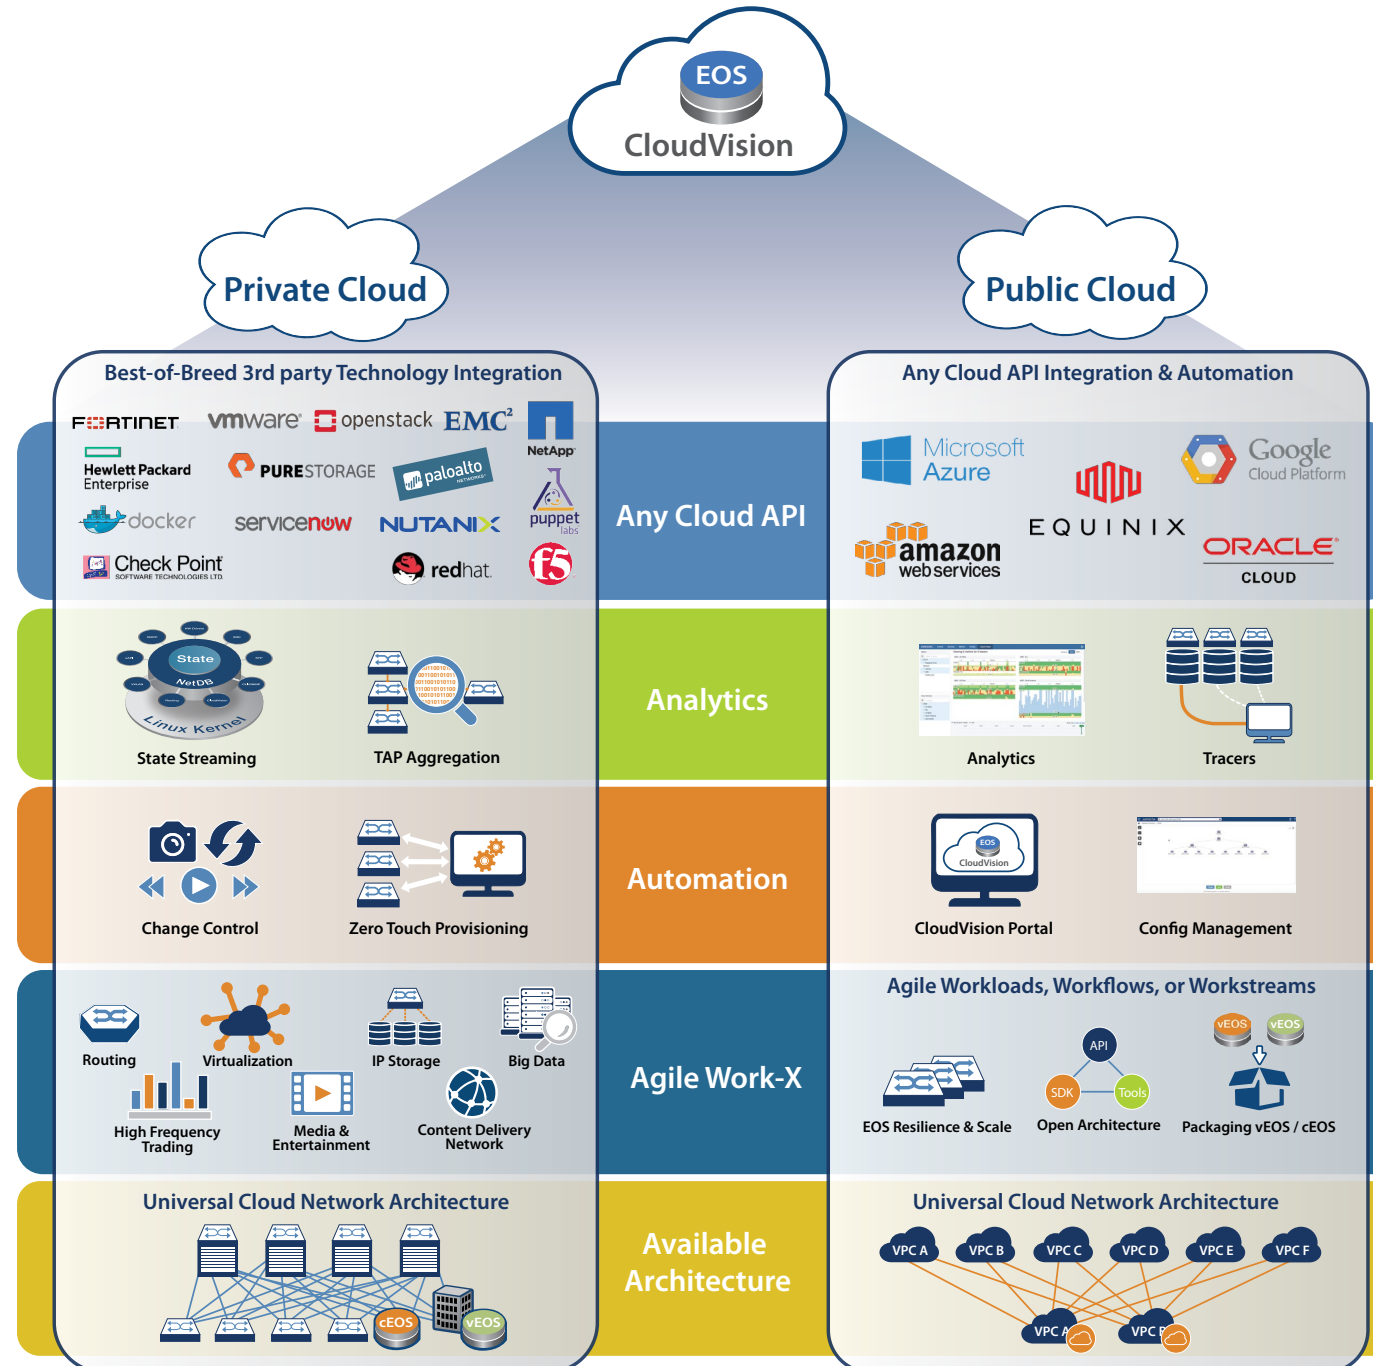 EOS
CloudVision
Private Cloud
Public Cloud
Best-of-Breed 3rd party Technology Integration
FORTINET
vmware
openstack
EMC²
NetApp
Hewlett Packard
Enterprise
PURESTORAGE
paloalto
NETWORKS
docker
servicenow
NUTANIX
puppet
labs
Check Point
SOFTWARE TECHNOLOGIES LTD.
redhat.
f5
Any Cloud API
Any Cloud API Integration & Automation
Microsoft
Azure
EQUINIX
Google
Cloud Platform
amazon
webservices
ORACLE
CLOUD
State
NetDB
Linux Kernel
State Streaming
TAP Aggregation
Analytics
Analytics
Tracers
Change Control
Zero Touch Provisioning
Automation
EOS
CloudVision
CloudVision Portal
Config Management
Routing
Virtualization
IP Storage
Big Data
High Frequency
Trading
Media &
Entertainment
Content Delivery
Network
Agile Work-X
Agile Workloads, Workflows, or Workstreams
EOS Resilience & Scale
API
SDK
Tools
Open Architecture
vEOS
vEOS
Packaging vEOS / cEOS
Universal Cloud Network Architecture
cEOS
vEOS
Available
Architecture
Universal Cloud Network Architecture
VPC A
VPC B
VPC C
VPC D
VPC E
VPC F
VPC A
VPC